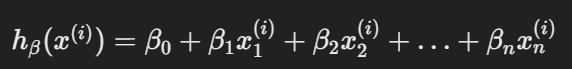 h_β(x^{(i)}) = β_0 + β_1x_1^{(i)} + β_2x_2^{(i)} + … + β_nx_n^{(i)}